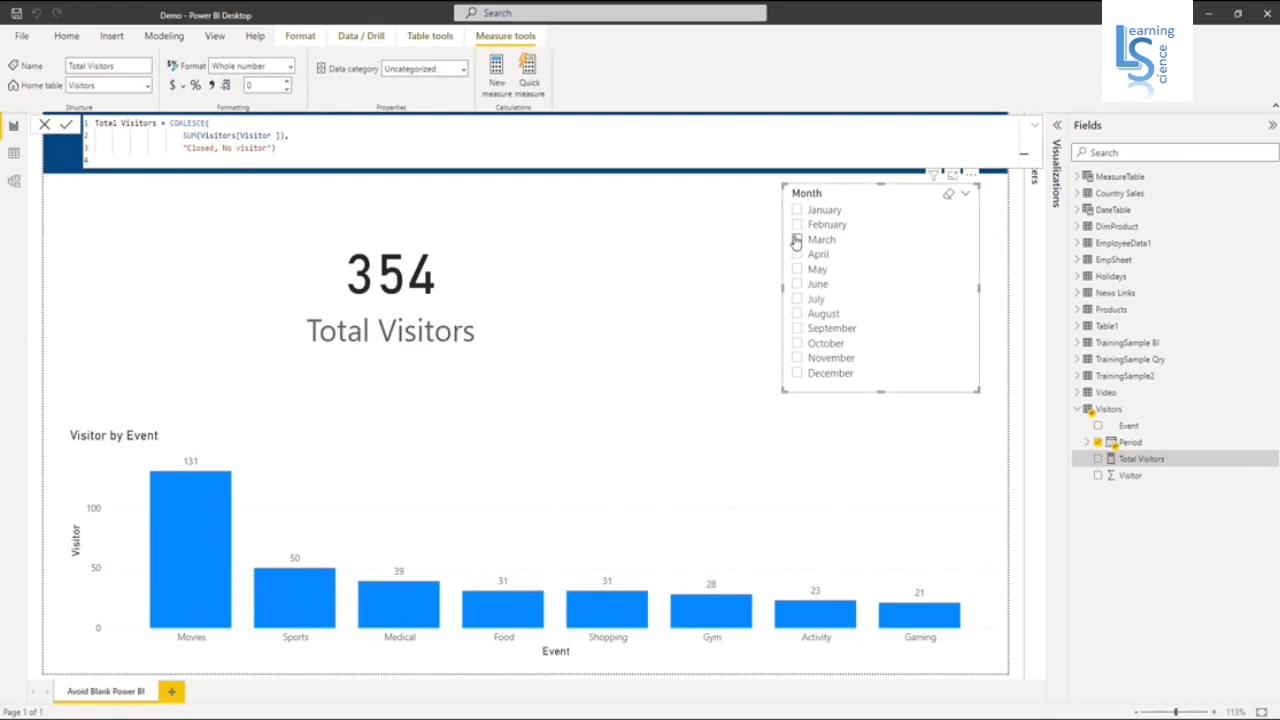 Demo - Power BI Desktop
Search
Learning
Science
File Home Insert Modeling View Help Format Data / Drill Table tools Measure tools
Name Total Visitors
Home table Visitors
Structure
Format Whole number
$ % 0
Formatting
Data category Uncategorized
Properties
New measure
Quick measure
Calculations
1 Total Visitors = COALESCE(
2 SUM(Visitors[Visitor ]),
3 "Closed, No visitor")
4
354
Total Visitors
Month
January
February
March
April
May
June
July
August
September
October
November
December
Visitor by Event
131
50
39
31
31
28
23
21
100
50
0
Visitor
Movies Sports Medical Food Shopping Gym Activity Gaming
Event
ers
Visualizations
Fields
Search
MeasureTable
Country Sales
DateTable
DimProduct
EmployeeData1
EmpSheet
Holidays
News Links
Products
Table1
TrainingSample BI
TrainingSample Qry
TrainingSample2
Video
Visitors
Event
Period
Total Visitors
Visitor
Avoid Blank Power BI
Page 1 of 1
113%